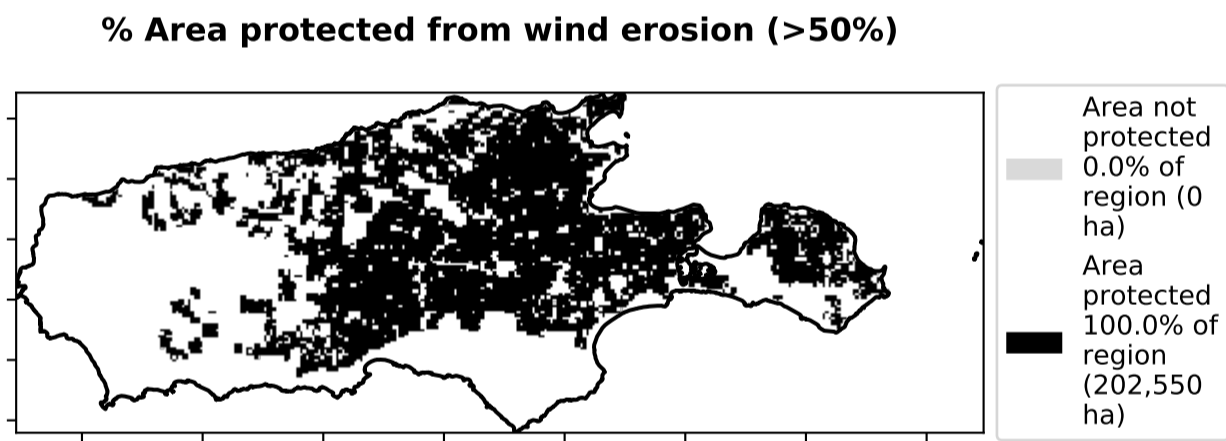 % Area protected from wind erosion (>50%)
Area not
protected
0.0% of
region (0
ha)
Area
protected
100.0% of
region
(202,550
ha)